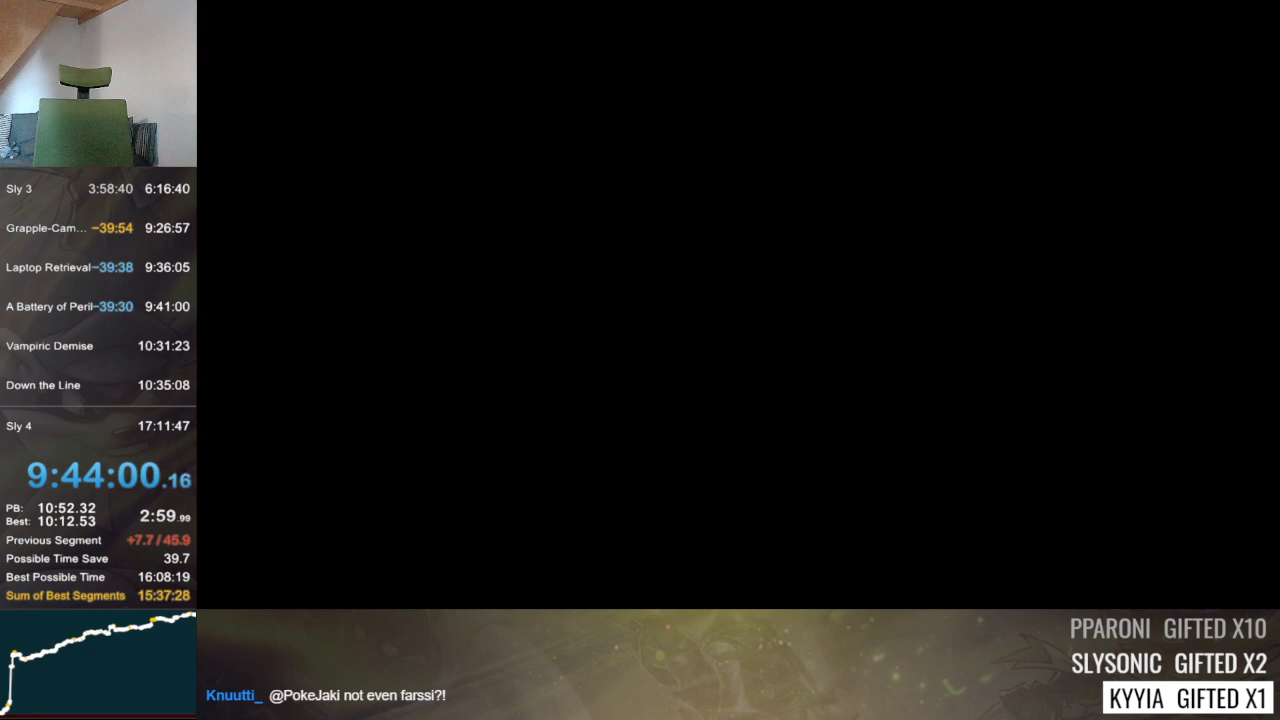 Sly 3 3:58:40 6:16:40
Grapple-Cam... −39:54 9:26:57
Laptop Retrieval −39:38 9:36:05
A Battery of Peril −39:30 9:41:00
Vampiric Demise 10:31:23
Down the Line 10:35:08
Sly 4 17:11:47
9:44:00.16
PB: 10:52.32
Best: 10:12.53 2:59.99
Previous Segment +7.7 / 45.9
Possible Time Save 39.7
Best Possible Time 16:08:19
Sum of Best Segments 15:37:28
PPARONI GIFTED X10
SLYSONIC GIFTED X2
KYYIA GIFTED X1
Knuutti_ @PokeJaki not even farssi?!